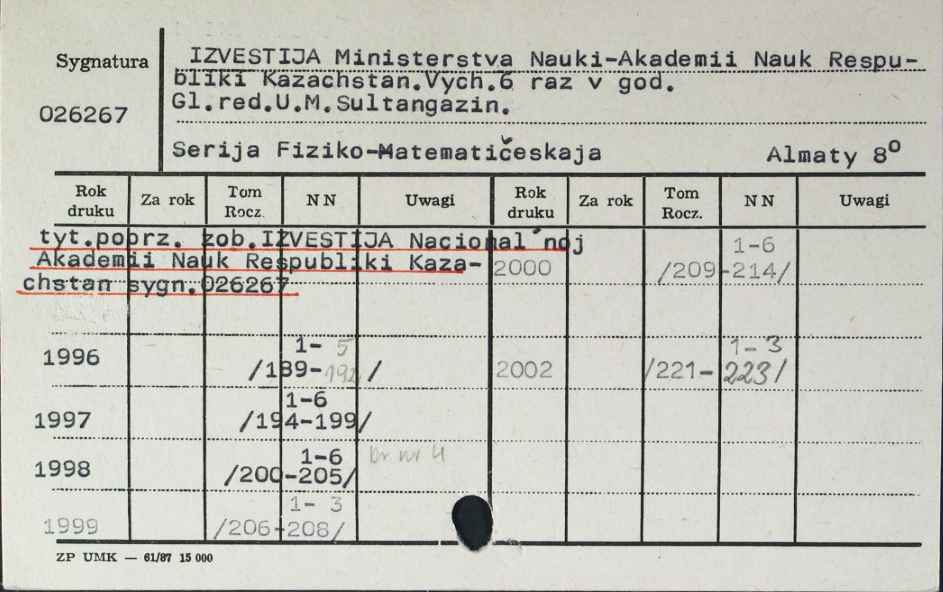 Sygnatura
026267
IZVESTIJA Ministerstva Nauki-Akademii Nauk Respu-
bliki Kazachstan.Vych.6 raz v god.
Gl.red.U.M.Sultangazin.
Serija Fiziko-Matematičeskaja Almaty 8º
Rok druku Za rok Tom Rocz. N N Uwagi Rok druku Za rok Tom Rocz. N N Uwagi
tyt.poprz. zob.IZVESTIJA Nacional'noj
Akademii Nauk Respubliki Kaza-
chstan sygn.026267
2000 1-6
/209-214/
1996 1- 5
/189-192/
2002 1- 3
/221-223/
1997 1-6
/194-199/
1998 1-6
/200-205/
1999 1- 3
/206-208/
ZP UMK — 61/87 15 000